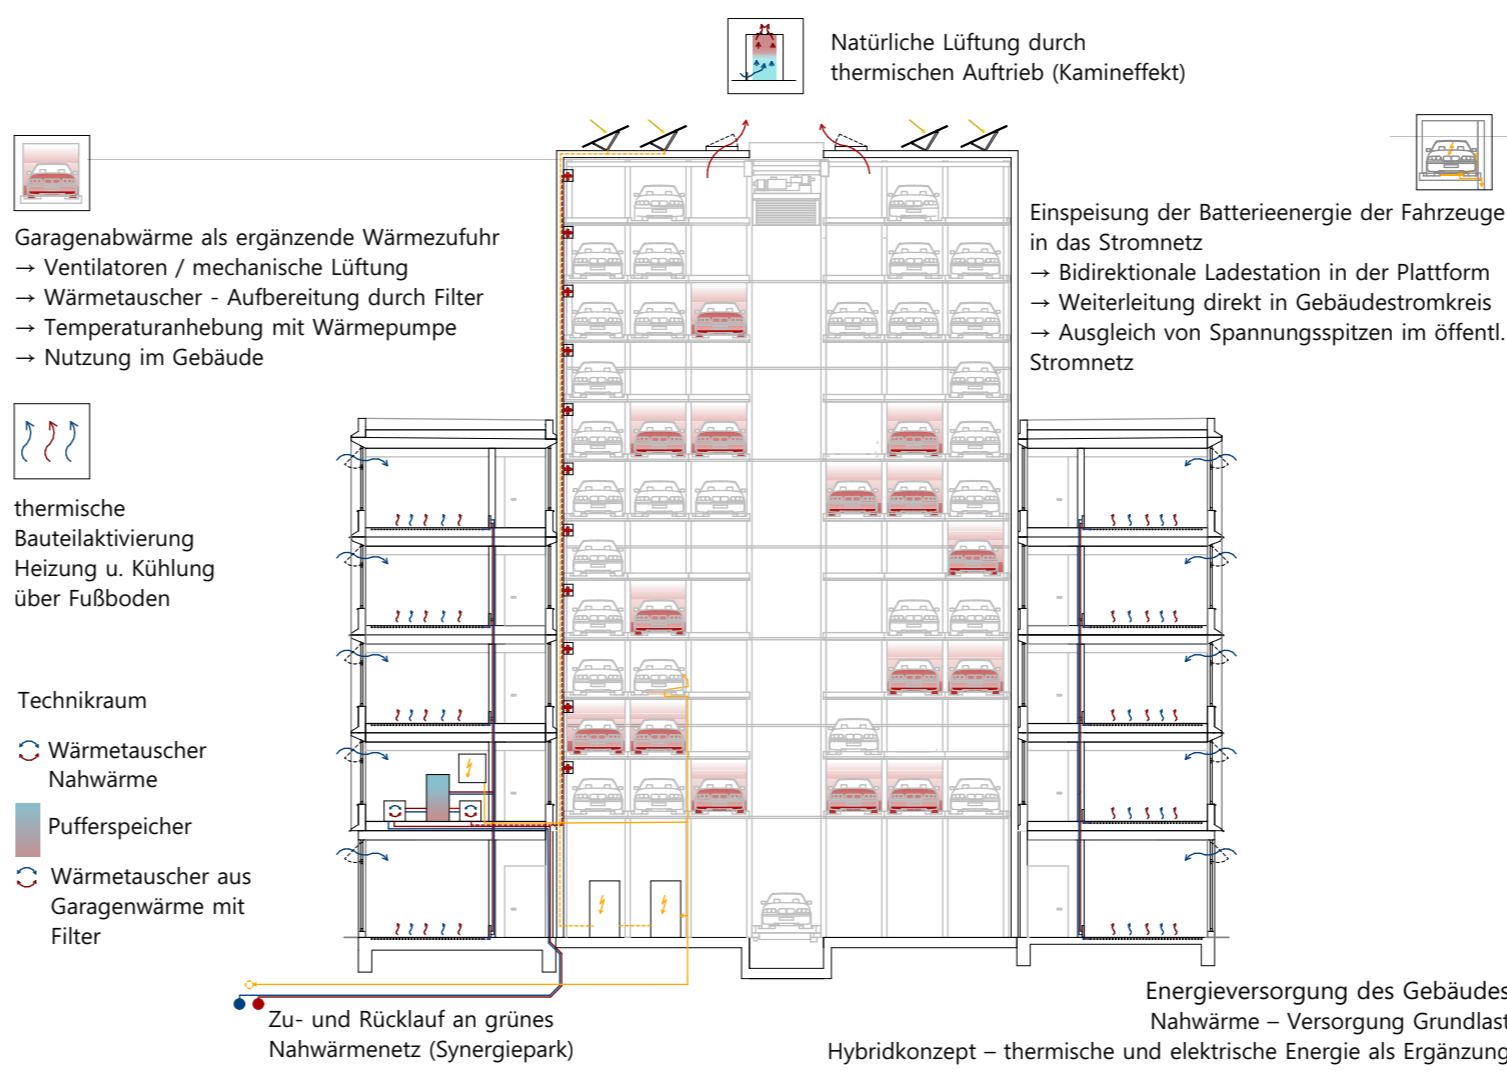 Natürliche Lüftung durch
thermischen Auftrieb (Kamineffekt)
Garagenabwärme als ergänzende Wärmezufuhr
→ Ventilatoren / mechanische Lüftung
→ Wärmetauscher - Aufbereitung durch Filter
→ Temperaturanhebung mit Wärmepumpe
→ Nutzung im Gebäude
Einspeisung der Batterieenergie der Fahrzeuge
in das Stromnetz
→ Bidirektionale Ladestation in der Plattform
→ Weiterleitung direkt in Gebäudestromkreis
→ Ausgleich von Spannungsspitzen im öffentl.
Stromnetz
thermische
Bauteilaktivierung
Heizung u. Kühlung
über Fußboden
Technikraum
Wärmetauscher
Nahwärme
Pufferspeicher
Wärmetauscher aus
Garagenwärme mit
Filter
Zu- und Rücklauf an grünes
Nahwärmenetz (Synergiepark)
Energieversorgung des Gebäudes
Nahwärme – Versorgung Grundlast
Hybridkonzept – thermische und elektrische Energie als Ergänzung